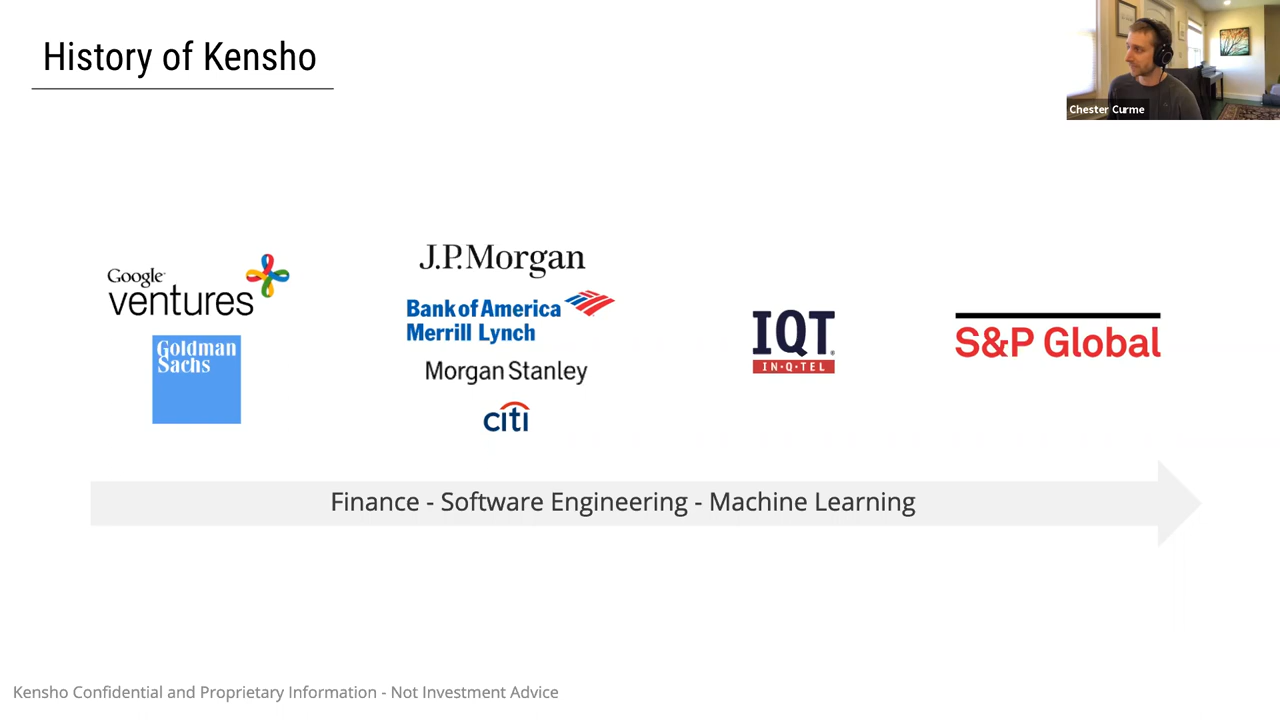 History of Kensho
Chester Curme
Google
ventures
Goldman
Sachs
J.P.Morgan
Bank of America
Merrill Lynch
Morgan Stanley
citi
IQT
IN·Q·TEL
S&P Global
Finance - Software Engineering - Machine Learning
Kensho Confidential and Proprietary Information - Not Investment Advice